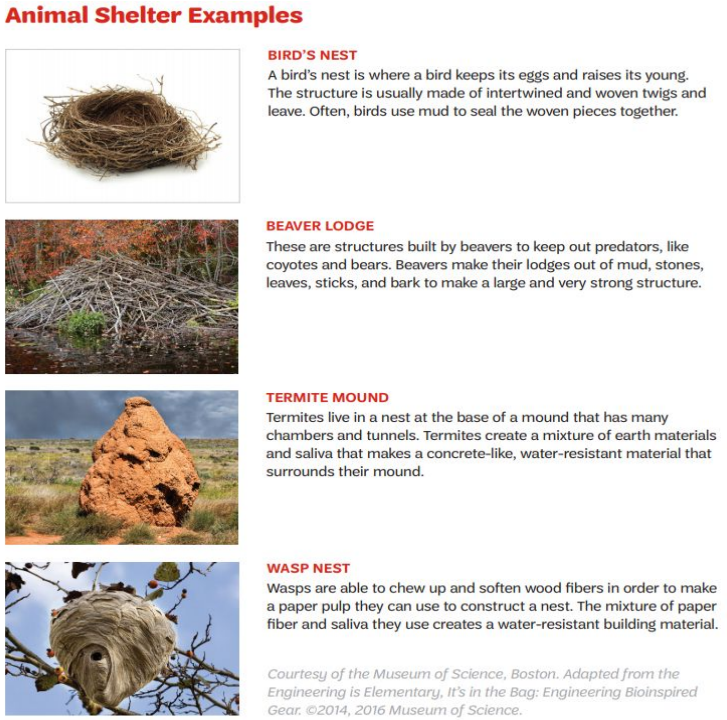 Animal Shelter Examples
BIRD'S NEST
A bird's nest is where a bird keeps its eggs and raises its young.
The structure is usually made of intertwined and woven twigs and
leave. Often, birds use mud to seal the woven pieces together.
BEAVER LODGE
These are structures built by beavers to keep out predators, like
coyotes and bears. Beavers make their lodges out of mud, stones,
leaves, sticks, and bark to make a large and very strong structure.
TERMITE MOUND
Termites live in a nest at the base of a mound that has many
chambers and tunnels. Termites create a mixture of earth materials
and saliva that makes a concrete-like, water-resistant material that
surrounds their mound.
WASP NEST
Wasps are able to chew up and soften wood fibers in order to make
a paper pulp they can use to construct a nest. The mixture of paper
fiber and saliva they use creates a water-resistant building material.
Courtesy of the Museum of Science, Boston. Adapted from the
Engineering is Elementary, It's in the Bag: Engineering Bioinspired
Gear. ©2014, 2016 Museum of Science.